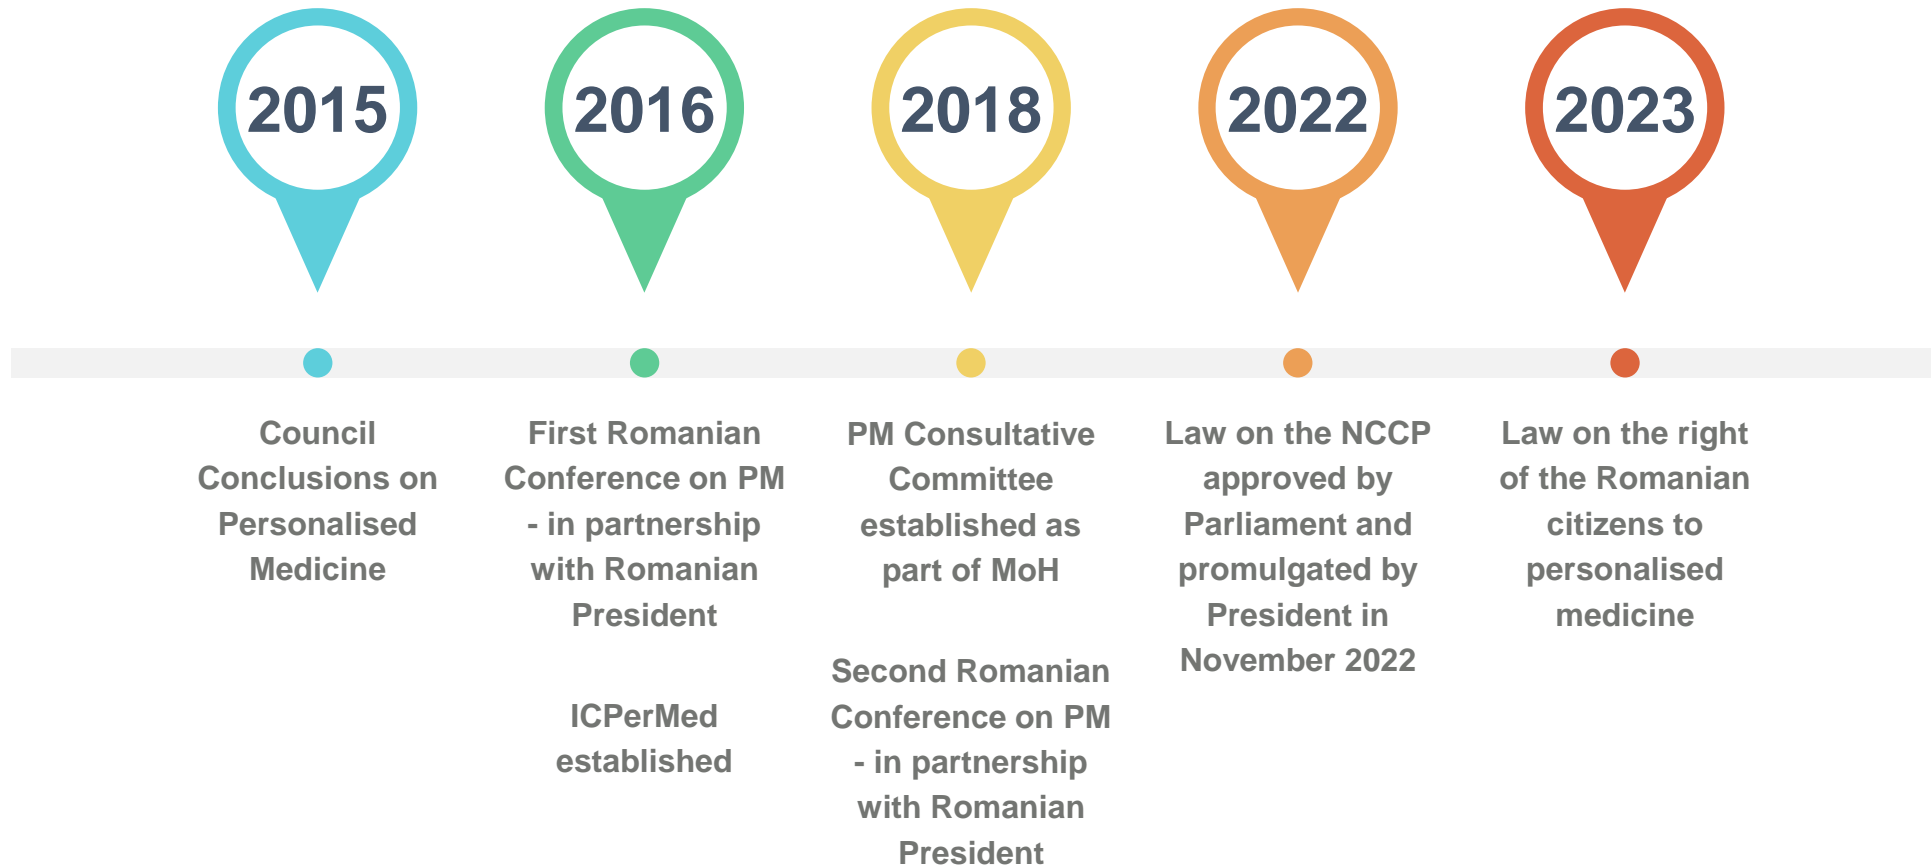 2015
2016
2018
2022
2023
Council
Conclusions on
Personalised
Medicine
First Romanian
Conference on PM
- in partnership
with Romanian
President
ICPerMed
established
PM Consultative
Committee
established as
part of MoH
Second Romanian
Conference on PM
- in partnership
with Romanian
President
Law on the NCCP
approved by
Parliament and
promulgated by
President in
November 2022
Law on the right
of the Romanian
citizens to
personalised
medicine